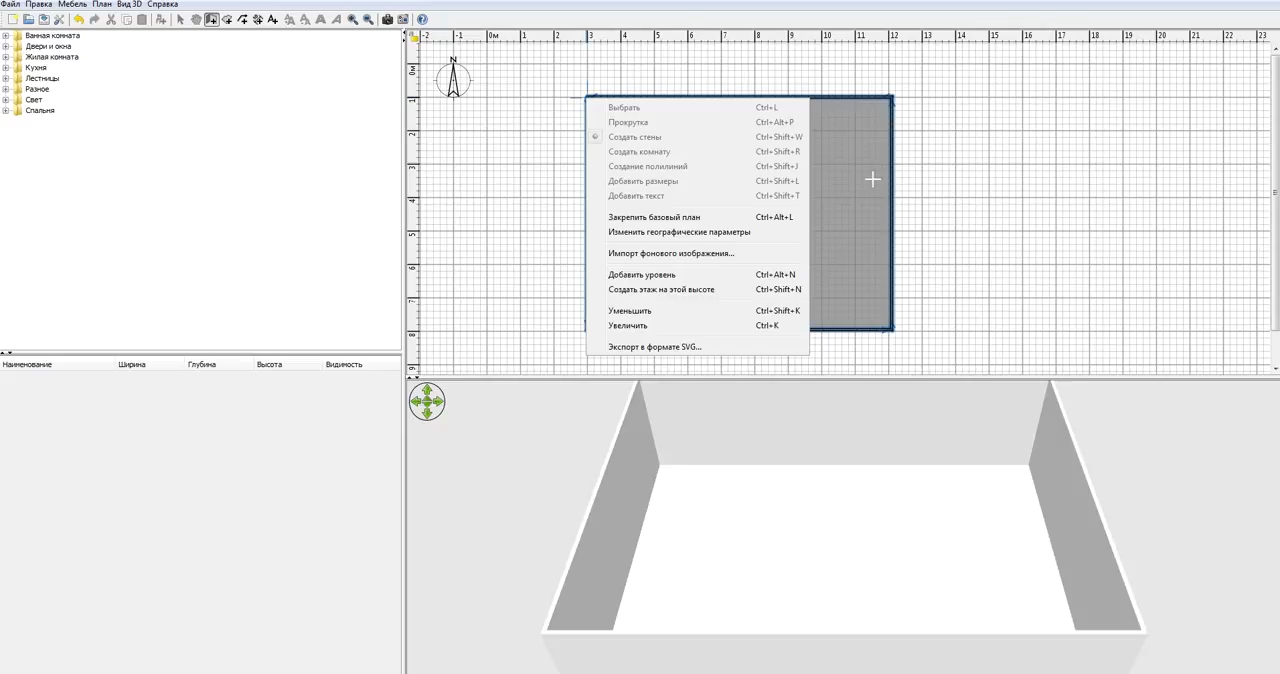 Файл Правка Мебель План Вид 3D Справка
Ванная комната
Двери и окна
Жилая комната
Кухня
Лестницы
Разное
Свет
Спальня
Наименование Ширина Глубина Высота Видимость
-2 -1 0м 1 2 3 4 5 6 7 8 9 10 11 12 13 14 15 16 17 18 19 20 21 22 23
0м
1
2
3
4
5
6
7
8
9
N
Выбрать Ctrl+L
Прокрутка Ctrl+Alt+P
Создать стены Ctrl+Shift+W
Создать комнату Ctrl+Shift+R
Создание полилиний Ctrl+Shift+J
Добавить размеры Ctrl+Shift+L
Добавить текст Ctrl+Shift+T
Закрепить базовый план Ctrl+Alt+L
Изменить географические параметры
Импорт фонового изображения...
Добавить уровень Ctrl+Alt+N
Создать этаж на этой высоте Ctrl+Shift+N
Уменьшить Ctrl+Shift+K
Увеличить Ctrl+K
Экспорт в формате SVG...